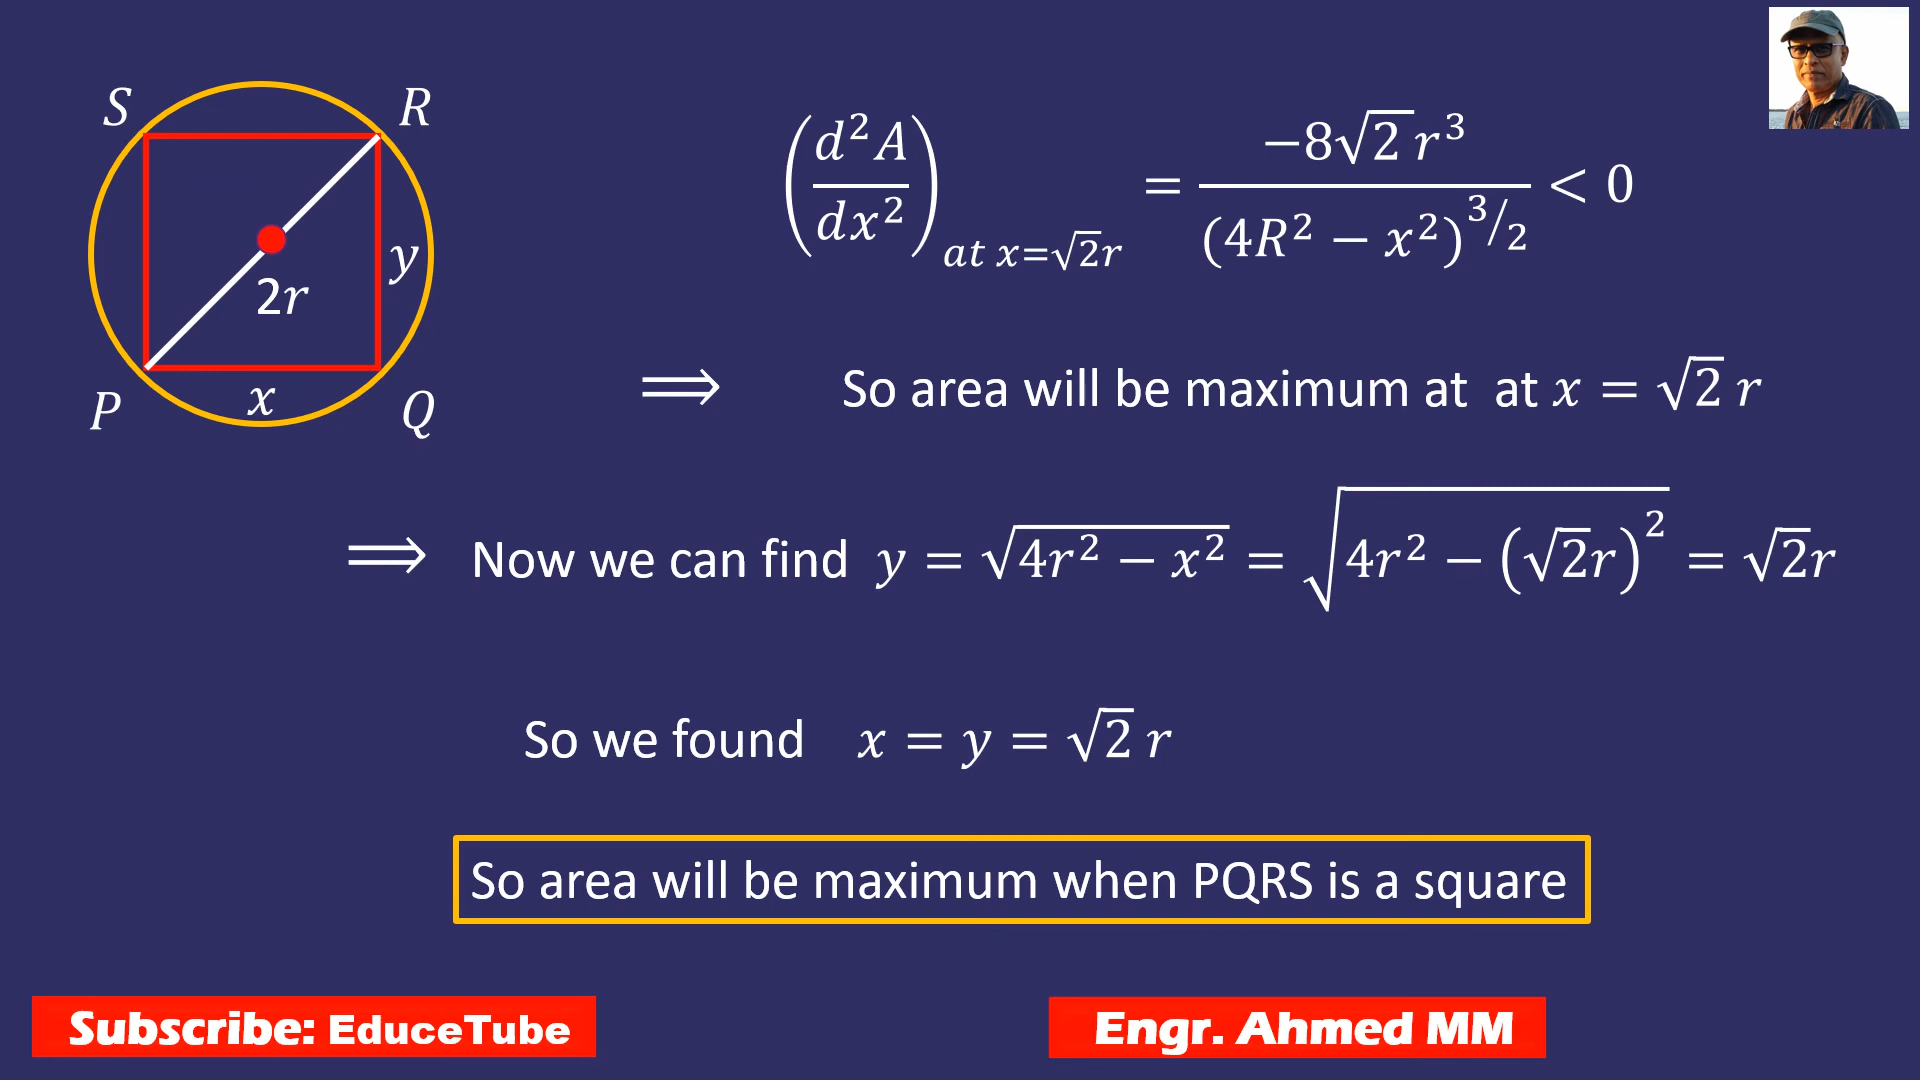 S R
(d²A/dx²) at x=√2r = −8√2 r³ / (4R² − x²)^3/2 < 0
y
2r
x
P Q
⟹ So area will be maximum at at x = √2 r
⟹ Now we can find y = √(4r² − x²) = √(4r² − (√2r)²) = √2r
So we found x = y = √2 r
So area will be maximum when PQRS is a square
Subscribe: EduceTube
Engr. Ahmed MM